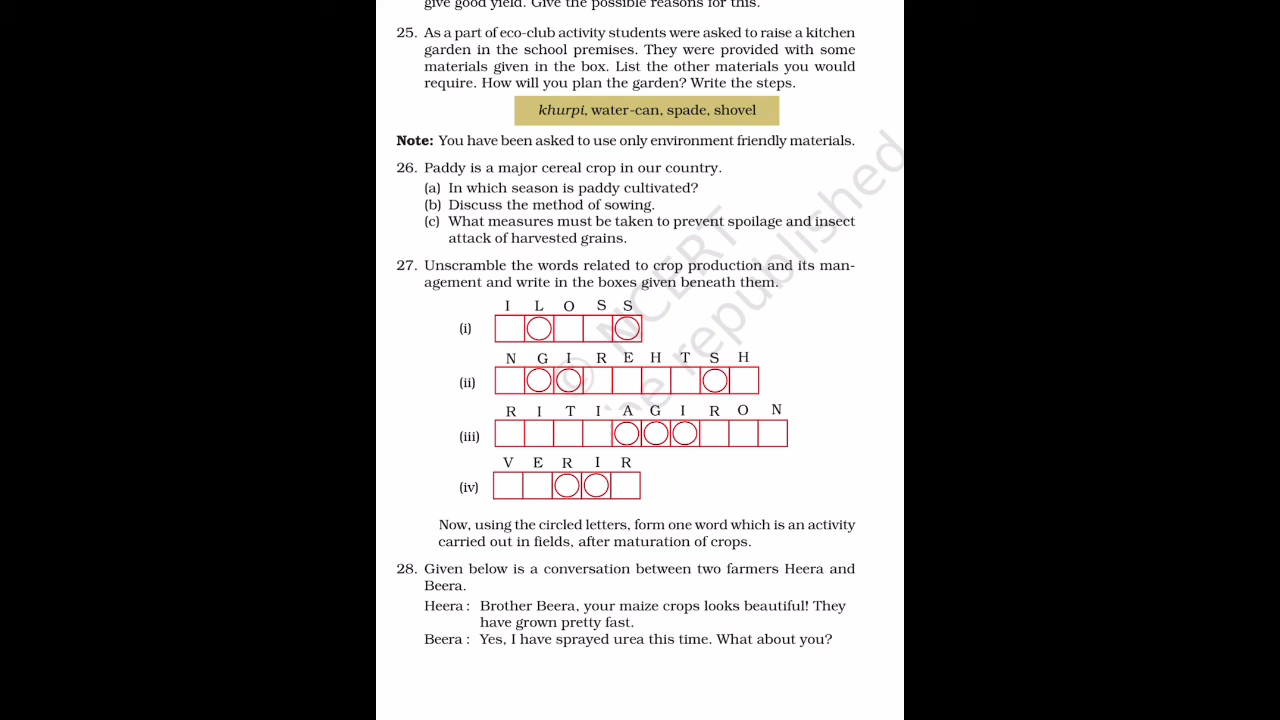 give good yield. Give the possible reasons for this.
25. As a part of eco-club activity students were asked to raise a kitchen
garden in the school premises. They were provided with some
materials given in the box. List the other materials you would
require. How will you plan the garden? Write the steps.
khurpi, water-can, spade, shovel
Note: You have been asked to use only environment friendly materials.
26. Paddy is a major cereal crop in our country.
(a) In which season is paddy cultivated?
(b) Discuss the method of sowing.
(c) What measures must be taken to prevent spoilage and insect
attack of harvested grains.
27. Unscramble the words related to crop production and its man-
agement and write in the boxes given beneath them.
I L O S S
(i)
N G I R E H T S H
(ii)
R I T I A G I R O N
(iii)
V E R I R
(iv)
Now, using the circled letters, form one word which is an activity
carried out in fields, after maturation of crops.
28. Given below is a conversation between two farmers Heera and
Beera.
Heera : Brother Beera, your maize crops looks beautiful! They
have grown pretty fast.
Beera : Yes, I have sprayed urea this time. What about you?
© NCERT
be republished